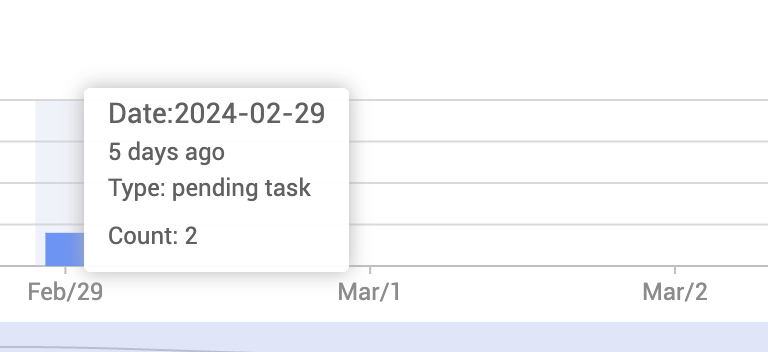 Date:2024-02-29
5 days ago
Type: pending task
Count: 2
Feb/29
Mar/1
Mar/2